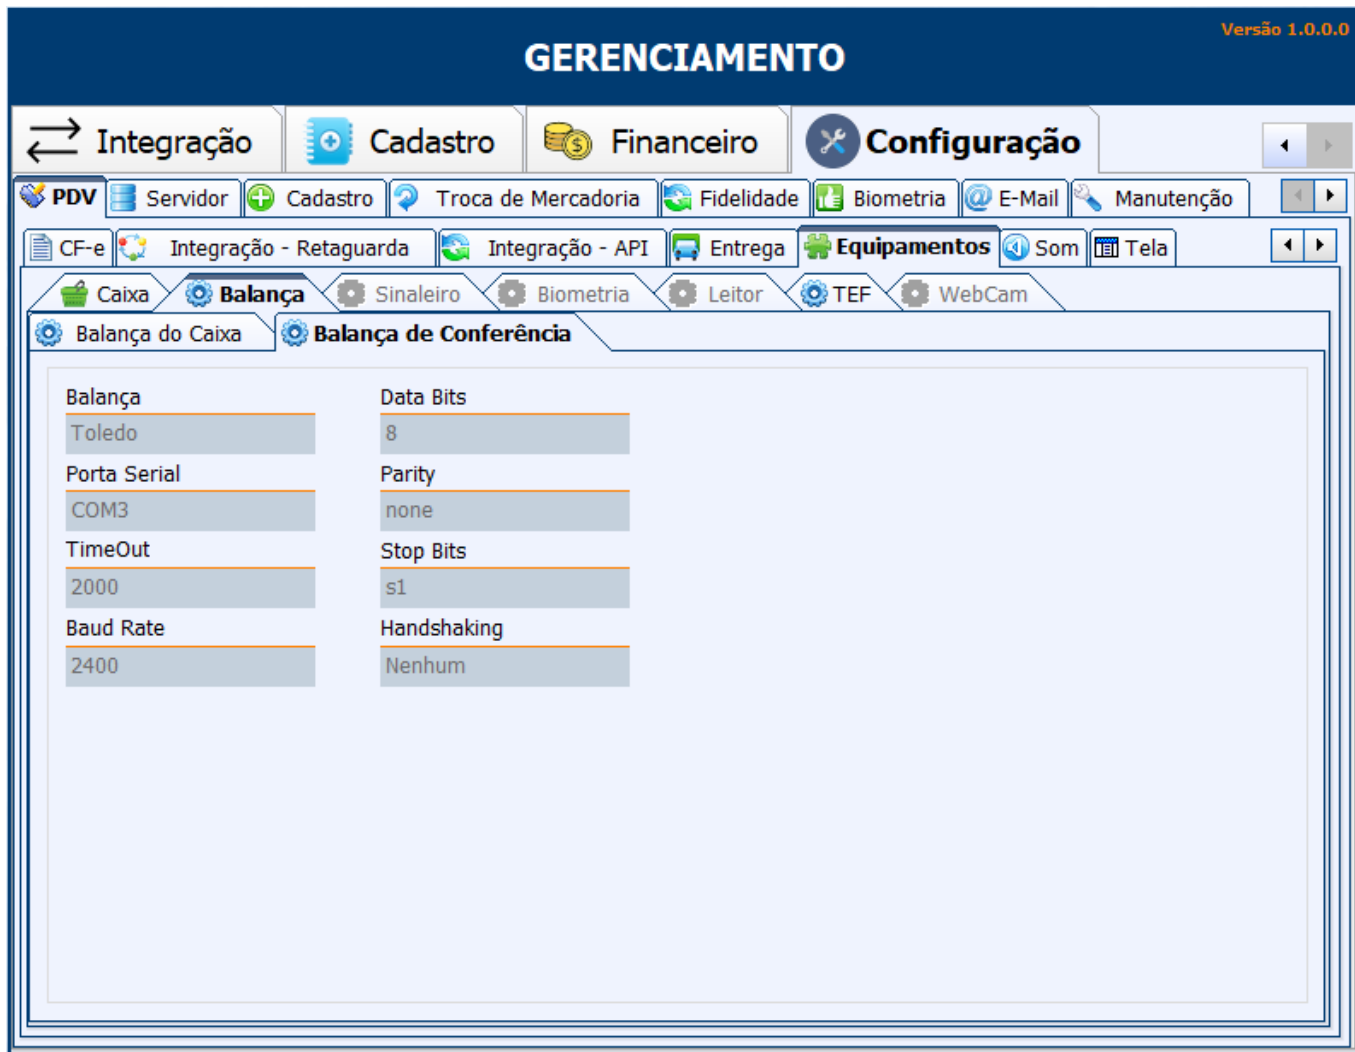 Versão 1.0.0.0
GERENCIAMENTO
Integração Cadastro Financeiro Configuração
PDV Servidor Cadastro Troca de Mercadoria Fidelidade Biometria E-Mail Manutenção
CF-e Integração - Retaguarda Integração - API Entrega Equipamentos Som Tela
Caixa Balança Sinaleiro Biometria Leitor TEF WebCam
Balança do Caixa Balança de Conferência
Balança Data Bits
Toledo 8
Porta Serial Parity
COM3 none
TimeOut Stop Bits
2000 s1
Baud Rate Handshaking
2400 Nenhum